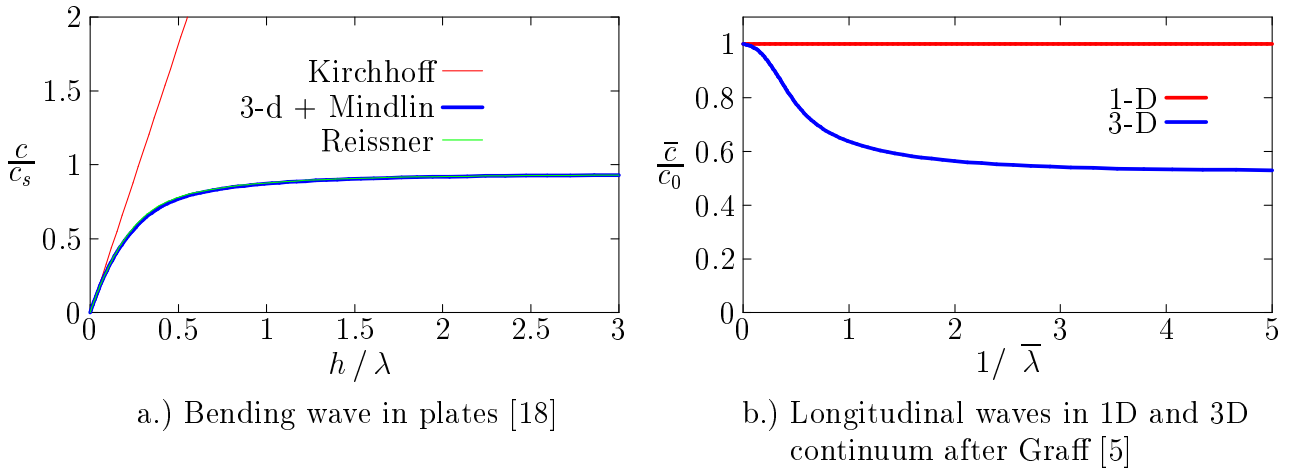 2
1.5
1
0.5
0
0 0.5 1 1.5 2 2.5 3
c/c_s
h / λ
Kirchhoff
3-d + Mindlin
Reissner
a.) Bending wave in plates [18]
1
0.8
0.6
0.4
0.2
0
0 1 2 3 4 5
c̅/c_0
1/ λ̅
1-D
3-D
b.) Longitudinal waves in 1D and 3D
continuum after Graff [5]